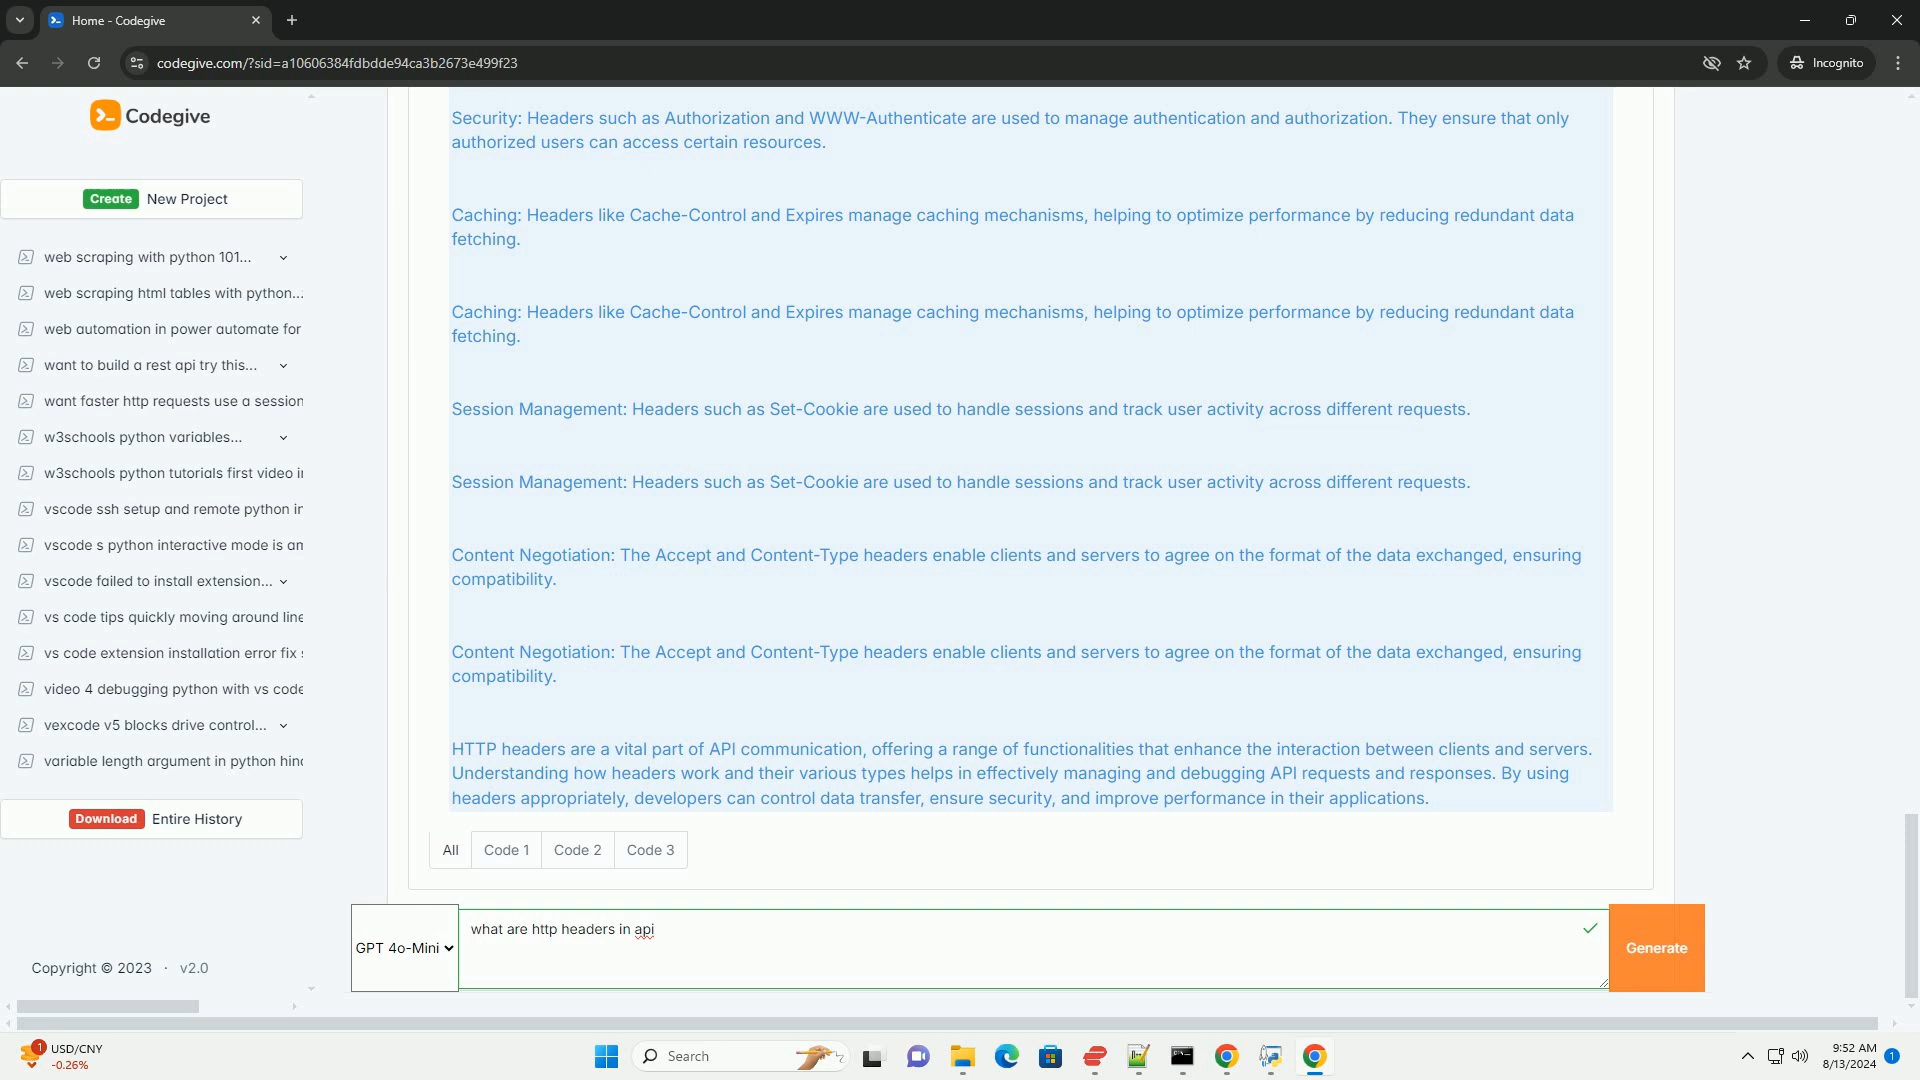 Home - Codegive
codegive.com/?sid=a10606384fdbdde94ca3b2673e499f23
Incognito
Codegive
Create New Project
web scraping with python 101...
web scraping html tables with python...
web automation in power automate for
want to build a rest api try this...
want faster http requests use a session
w3schools python variables...
w3schools python tutorials first video i
vscode ssh setup and remote python in
vscode s python interactive mode is an
vscode failed to install extension...
vs code tips quickly moving around line
vs code extension installation error fix
video 4 debugging python with vs code
vexcode v5 blocks drive control...
variable length argument in python hind
Download Entire History
Copyright © 2023 · v2.0
Security: Headers such as Authorization and WWW-Authenticate are used to manage authentication and authorization. They ensure that only
authorized users can access certain resources.
Caching: Headers like Cache-Control and Expires manage caching mechanisms, helping to optimize performance by reducing redundant data
fetching.
Caching: Headers like Cache-Control and Expires manage caching mechanisms, helping to optimize performance by reducing redundant data
fetching.
Session Management: Headers such as Set-Cookie are used to handle sessions and track user activity across different requests.
Session Management: Headers such as Set-Cookie are used to handle sessions and track user activity across different requests.
Content Negotiation: The Accept and Content-Type headers enable clients and servers to agree on the format of the data exchanged, ensuring
compatibility.
Content Negotiation: The Accept and Content-Type headers enable clients and servers to agree on the format of the data exchanged, ensuring
compatibility.
HTTP headers are a vital part of API communication, offering a range of functionalities that enhance the interaction between clients and servers.
Understanding how headers work and their various types helps in effectively managing and debugging API requests and responses. By using
headers appropriately, developers can control data transfer, ensure security, and improve performance in their applications.
All Code 1 Code 2 Code 3
GPT 4o-Mini
what are http headers in api
Generate
1
USD/CNY
-0.26%
Search
9:52 AM
8/13/2024
1